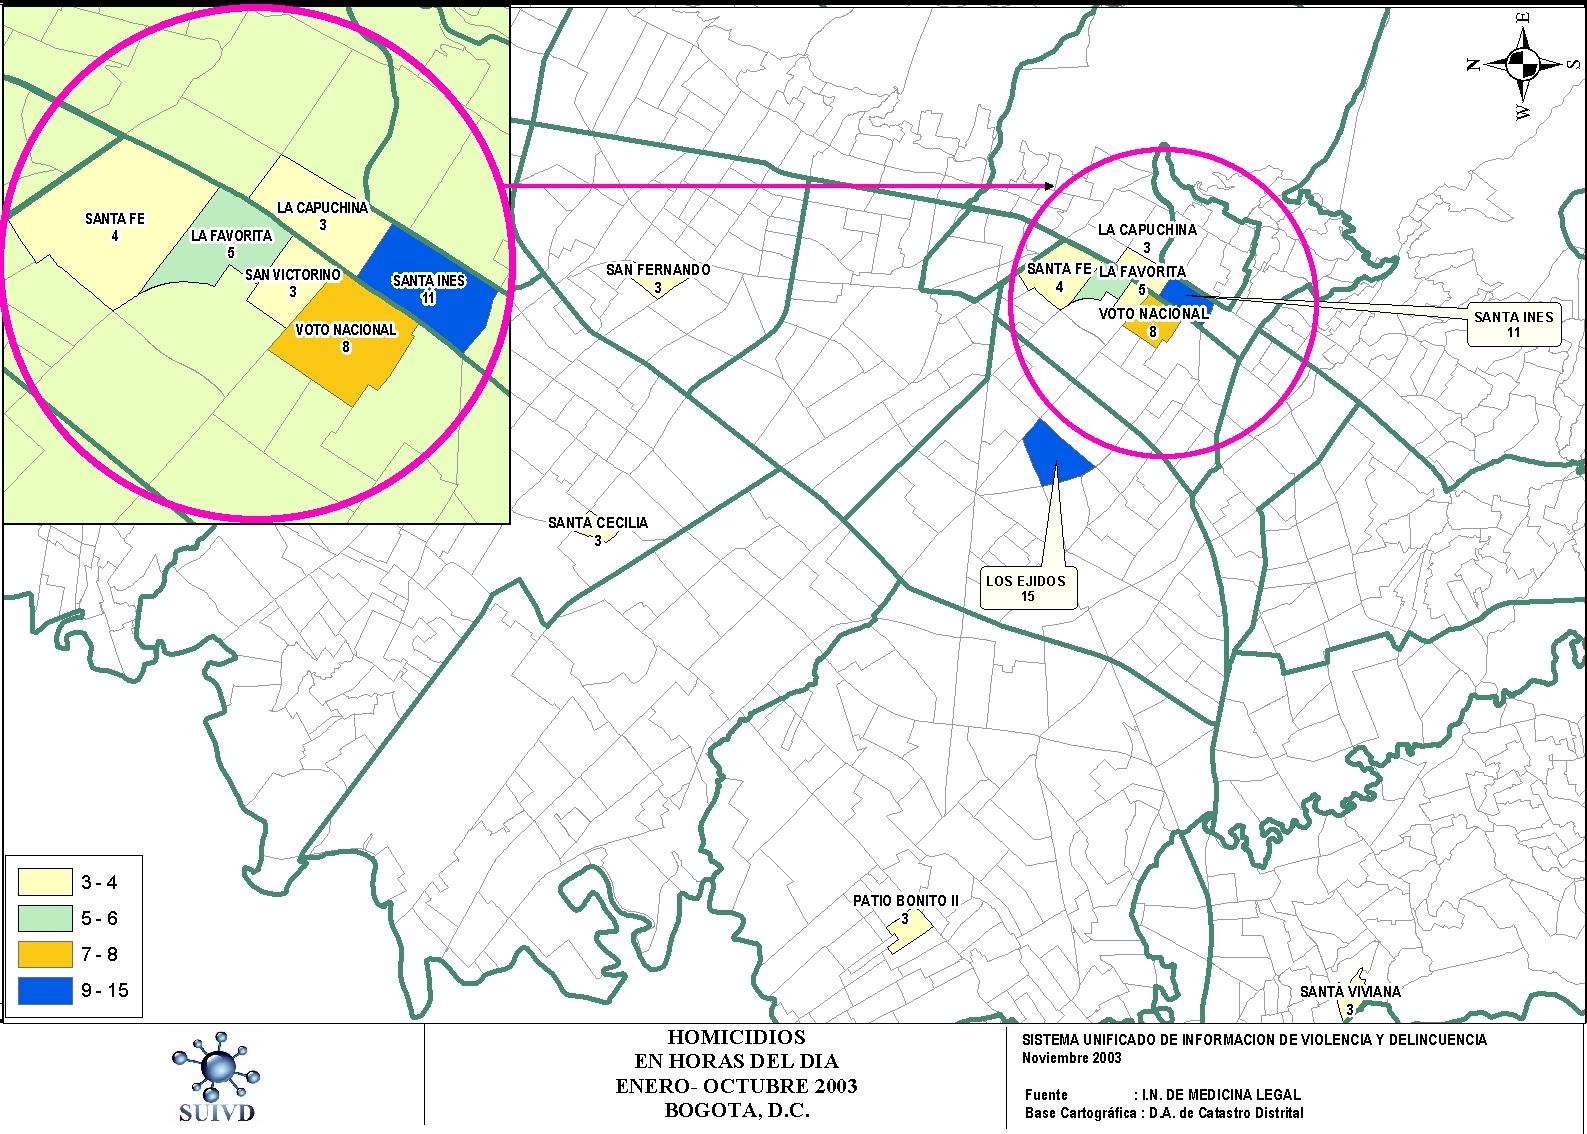 SANTA FE
4
LA CAPUCHINA
3
LA FAVORITA
5
SAN VICTORINO
3
SANTA INES
11
VOTO NACIONAL
8
E
N
S
W
LA CAPUCHINA
3
SANTA FE
4
LA FAVORITA
5
VOTO NACIONAL
8
SANTA INES
11
SAN FERNANDO
3
SANTA CECILIA
3
LOS EJIDOS
15
PATIO BONITO II
3
SANTA VIVIANA
3
3 - 4
5 - 6
7 - 8
9 - 15
SUIVD
HOMICIDIOS
EN HORAS DEL DIA
ENERO- OCTUBRE 2003
BOGOTA, D.C.
SISTEMA UNIFICADO DE INFORMACION DE VIOLENCIA Y DELINCUENCIA
Noviembre 2003
Fuente : I.N. DE MEDICINA LEGAL
Base Cartográfica : D.A. de Catastro Distrital